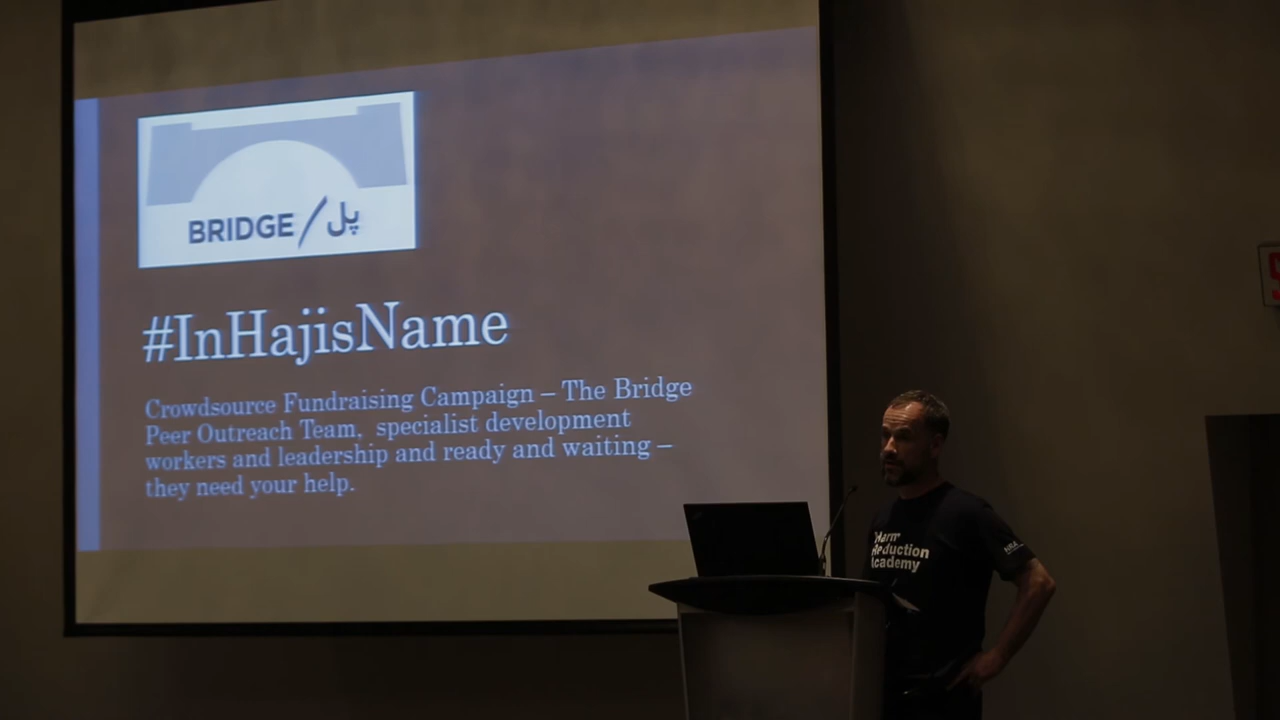 BRIDGE / پل
#InHajisName
Crowdsource Fundraising Campaign – The Bridge
Peer Outreach Team, specialist development
workers and leadership and ready and waiting –
they need your help.
Harm
Reduction
Academy